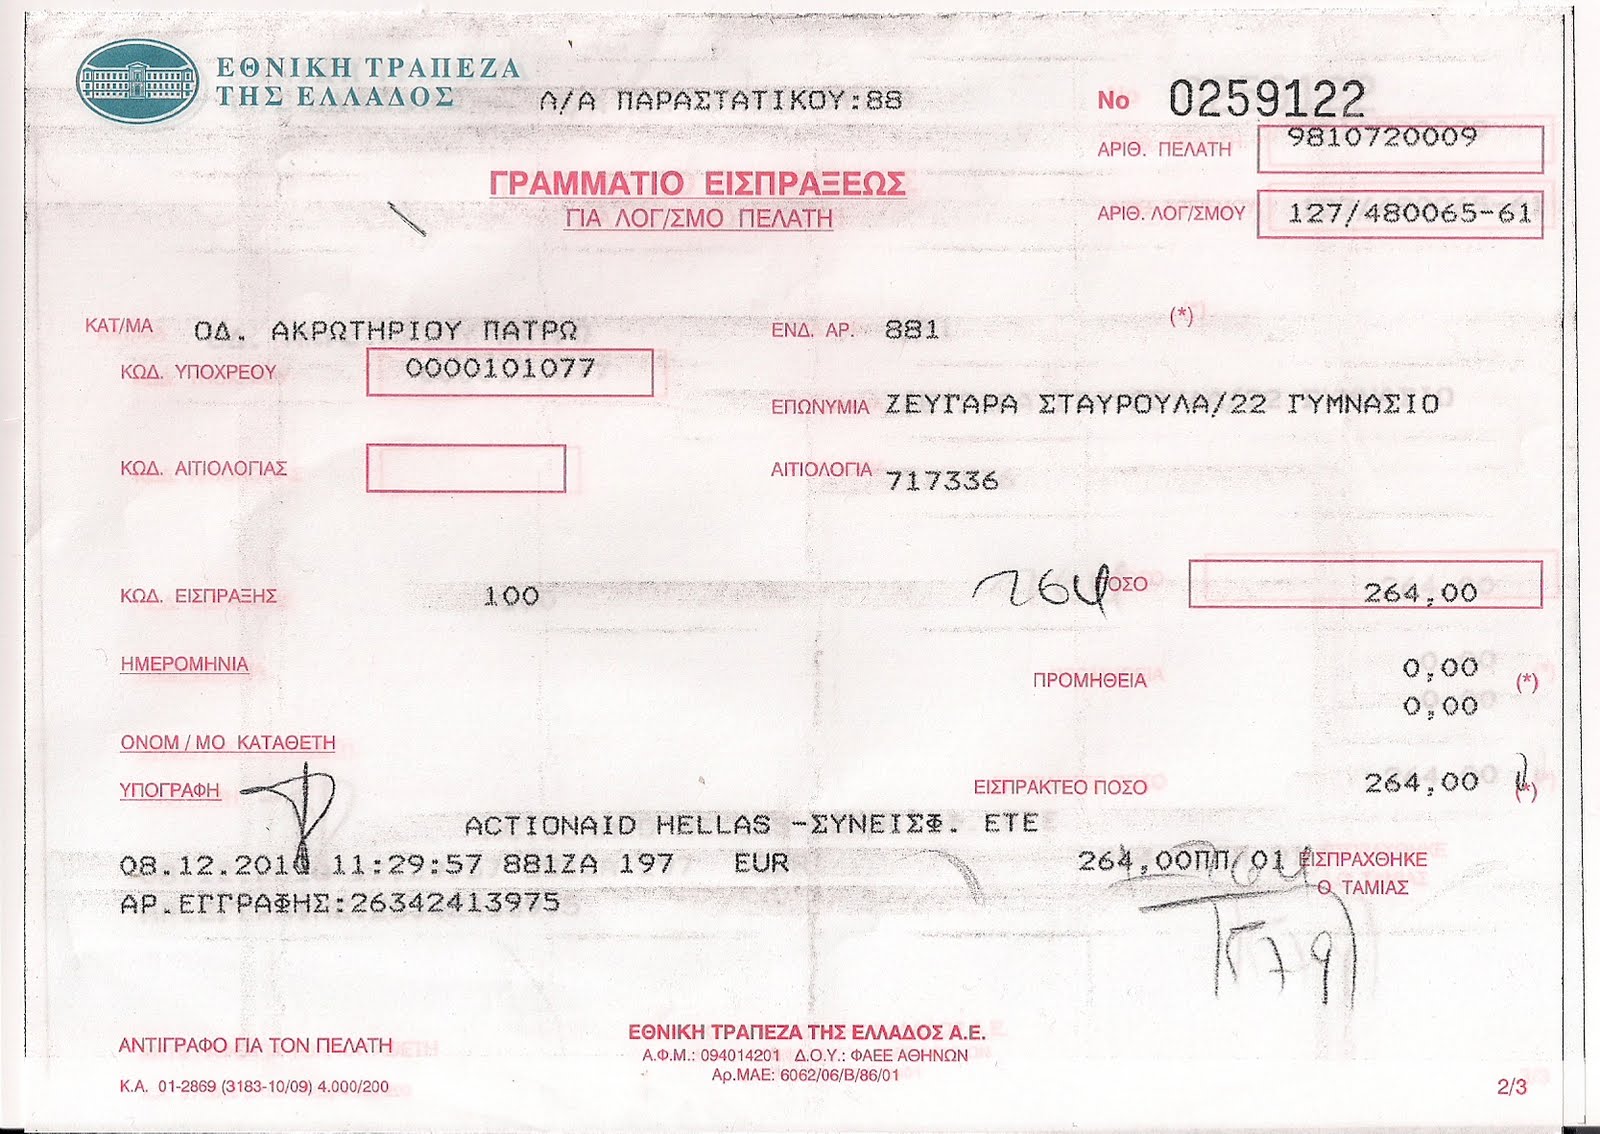 ΕΘΝΙΚΗ ΤΡΑΠΕΖΑ
ΤΗΣ ΕΛΛΑΔΟΣ
Α/Α ΠΑΡΑΣΤΑΤΙΚΟΥ:88
No 0259122
ΑΡΙΘ. ΠΕΛΑΤΗ 9810720009
ΓΡΑΜΜΑΤΙΟ ΕΙΣΠΡΑΞΕΩΣ
ΓΙΑ ΛΟΓ/ΣΜΟ ΠΕΛΑΤΗ
ΑΡΙΘ. ΛΟΓ/ΣΜΟΥ 127/480065-61
ΚΑΤ/ΜΑ ΟΔ. ΑΚΡΩΤΗΡΙΟΥ ΠΑΤΡΩ
ΕΝΔ. ΑΡ. 881 (*)
ΚΩΔ. ΥΠΟΧΡΕΟΥ 0000101077
ΕΠΩΝΥΜΙΑ ΖΕΥΓΑΡΑ ΣΤΑΥΡΟΥΛΑ/22 ΓΥΜΝΑΣΙΟ
ΚΩΔ. ΑΙΤΙΟΛΟΓΙΑΣ
ΑΙΤΙΟΛΟΓΙΑ 717336
ΚΩΔ. ΕΙΣΠΡΑΞΗΣ 100
264 ΠΟΣΟ 264,00
ΗΜΕΡΟΜΗΝΙΑ
ΠΡΟΜΗΘΕΙΑ 0,00 (*)
0,00
ΟΝΟΜ/ΜΟ ΚΑΤΑΘΕΤΗ
ΥΠΟΓΡΑΦΗ
ΕΙΣΠΡΑΚΤΕΟ ΠΟΣΟ 264,00 (*)
ACTIONAID HELLAS -ΣΥΝΕΙΣΦ. ΕΤΕ
08.12.2010 11:29:57 881ΖΑ 197 EUR 264,00ΠΠ/01 ΕΙΣΠΡΑΧΘΗΚΕ
Ο ΤΑΜΙΑΣ
ΑΡ.ΕΓΓΡΑΦΗΣ:26342413975
ΑΝΤΙΓΡΑΦΟ ΓΙΑ ΤΟΝ ΠΕΛΑΤΗ
Κ.Α. 01-2869 (3183-10/09) 4.000/200
ΕΘΝΙΚΗ ΤΡΑΠΕΖΑ ΤΗΣ ΕΛΛΑΔΟΣ Α.Ε.
Α.Φ.Μ.: 094014201 Δ.Ο.Υ.: ΦΑΕΕ ΑΘΗΝΩΝ
Αρ.ΜΑΕ: 6062/06/Β/86/01
2/3